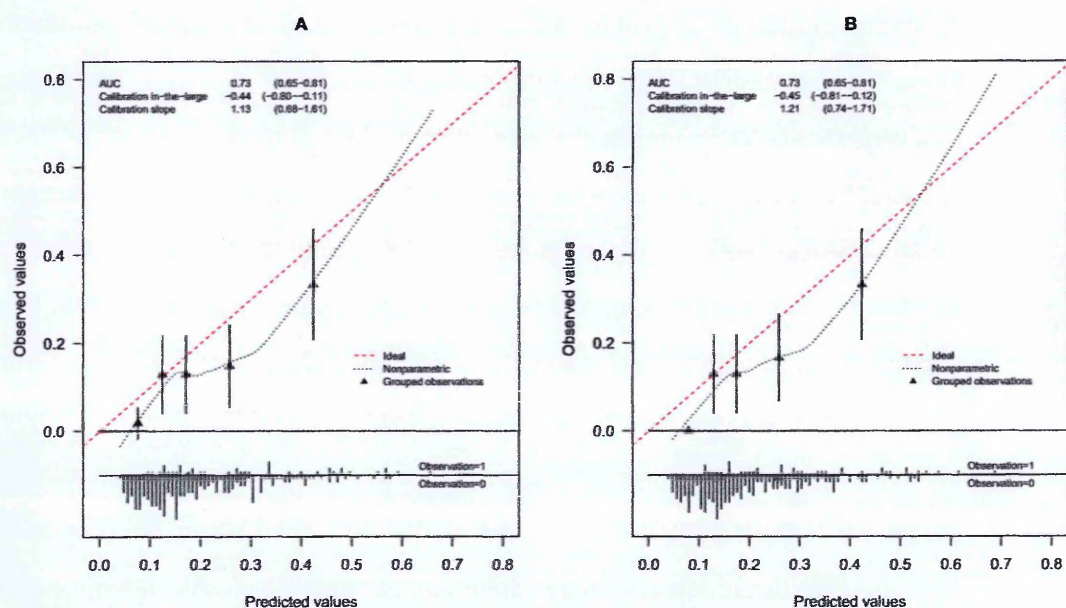 A
AUC 0.73 (0.65–0.81)
Calibration in-the-large −0.44 (−0.80–−0.11)
Calibration slope 1.13 (0.68–1.61)
0.8
0.6
0.4
0.2
0.0
Observed values
Ideal
Nonparametric
Grouped observations
Observation=1
Observation=0
0.0 0.1 0.2 0.3 0.4 0.5 0.6 0.7 0.8
Predicted values
B
AUC 0.73 (0.65–0.81)
Calibration in-the-large −0.45 (−0.81–−0.12)
Calibration slope 1.21 (0.74–1.71)
0.8
0.6
0.4
0.2
0.0
Observed values
Ideal
Nonparametric
Grouped observations
Observation=1
Observation=0
0.0 0.1 0.2 0.3 0.4 0.5 0.6 0.7 0.8
Predicted values